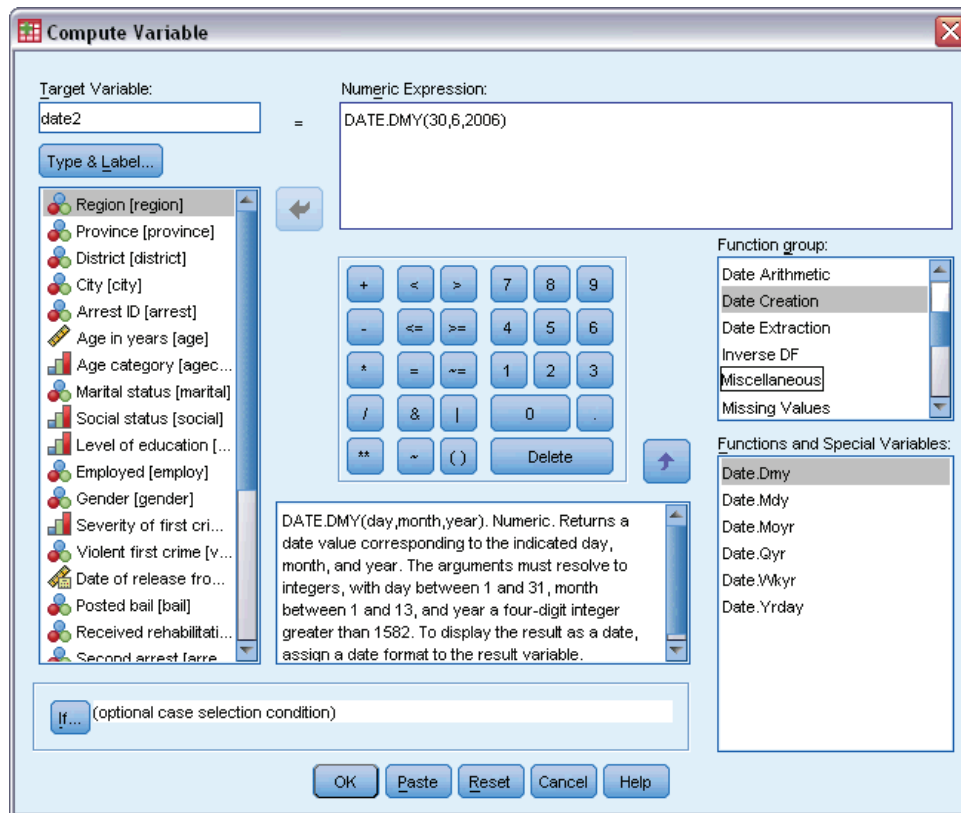 Compute Variable
Target Variable:
date2
=
Numeric Expression:
DATE.DMY(30,6,2006)
Type & Label...
Region [region]
Province [province]
District [district]
City [city]
Arrest ID [arrest]
Age in years [age]
Age category [agec...
Marital status [marital]
Social status [social]
Level of education [...
Employed [employ]
Gender [gender]
Severity of first cri...
Violent first crime [v...
Date of release fro...
Posted bail [bail]
Received rehabilitati...
Second arrest [arre...
+ < > 7 8 9
- <= >= 4 5 6
* = ~= 1 2 3
/ & | 0 .
** ~ ( ) Delete
Function group:
Date Arithmetic
Date Creation
Date Extraction
Inverse DF
Miscellaneous
Missing Values
Functions and Special Variables:
Date.Dmy
Date.Mdy
Date.Moyr
Date.Qyr
Date.Wkyr
Date.Yrday
DATE.DMY(day,month,year). Numeric. Returns a
date value corresponding to the indicated day,
month, and year. The arguments must resolve to
integers, with day between 1 and 31, month
between 1 and 13, and year a four-digit integer
greater than 1582. To display the result as a date,
assign a date format to the result variable.
If... (optional case selection condition)
OK Paste Reset Cancel Help